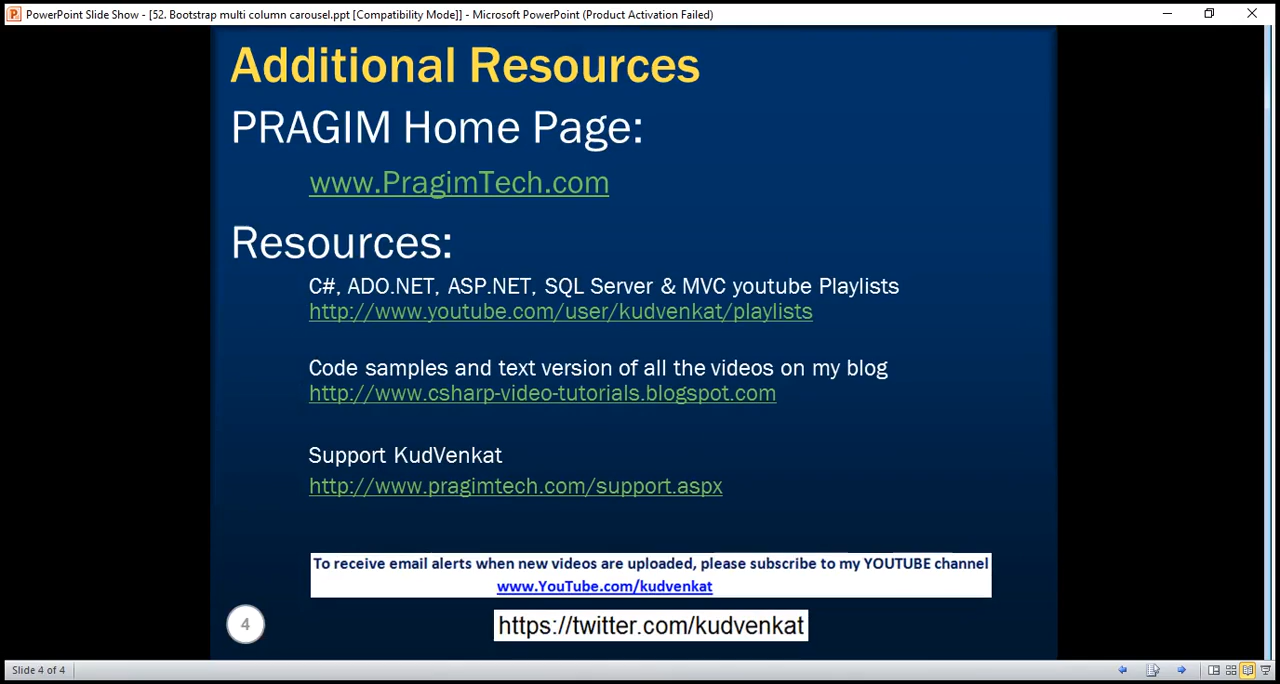 PowerPoint Slide Show - [52. Bootstrap multi column carousel.ppt [Compatibility Mode]] - Microsoft PowerPoint (Product Activation Failed)
Additional Resources
PRAGIM Home Page:
www.PragimTech.com
Resources:
C#, ADO.NET, ASP.NET, SQL Server & MVC youtube Playlists
http://www.youtube.com/user/kudvenkat/playlists
Code samples and text version of all the videos on my blog
http://www.csharp-video-tutorials.blogspot.com
Support KudVenkat
http://www.pragimtech.com/support.aspx
To receive email alerts when new videos are uploaded, please subscribe to my YOUTUBE channel
www.YouTube.com/kudvenkat
4
https://twitter.com/kudvenkat
Slide 4 of 4